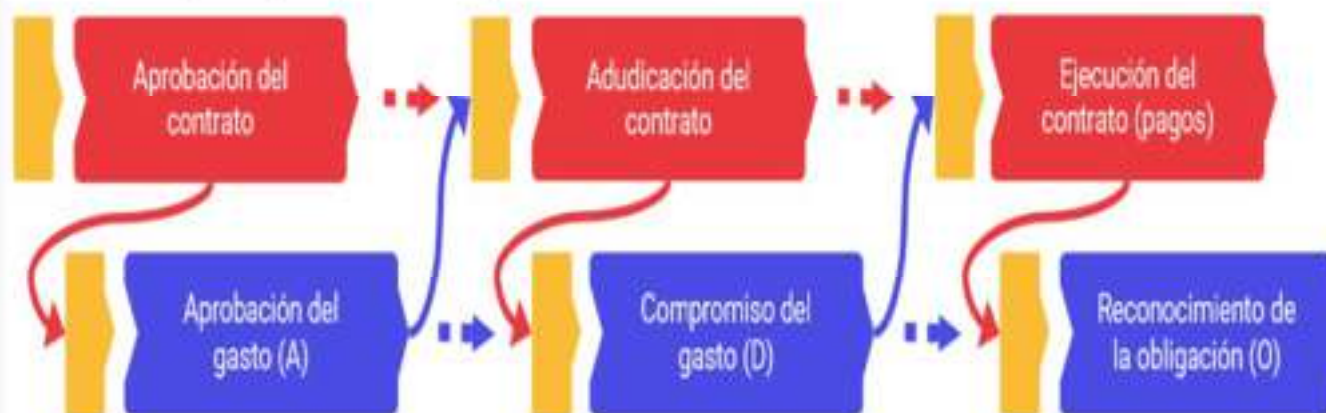 Aprobación del
contrato
Adudicación del
contrato
Ejecución del
contrato (pagos)
Aprobación del
gasto (A)
Compromiso del
gasto (D)
Reconocimiento de
la obligación (O)